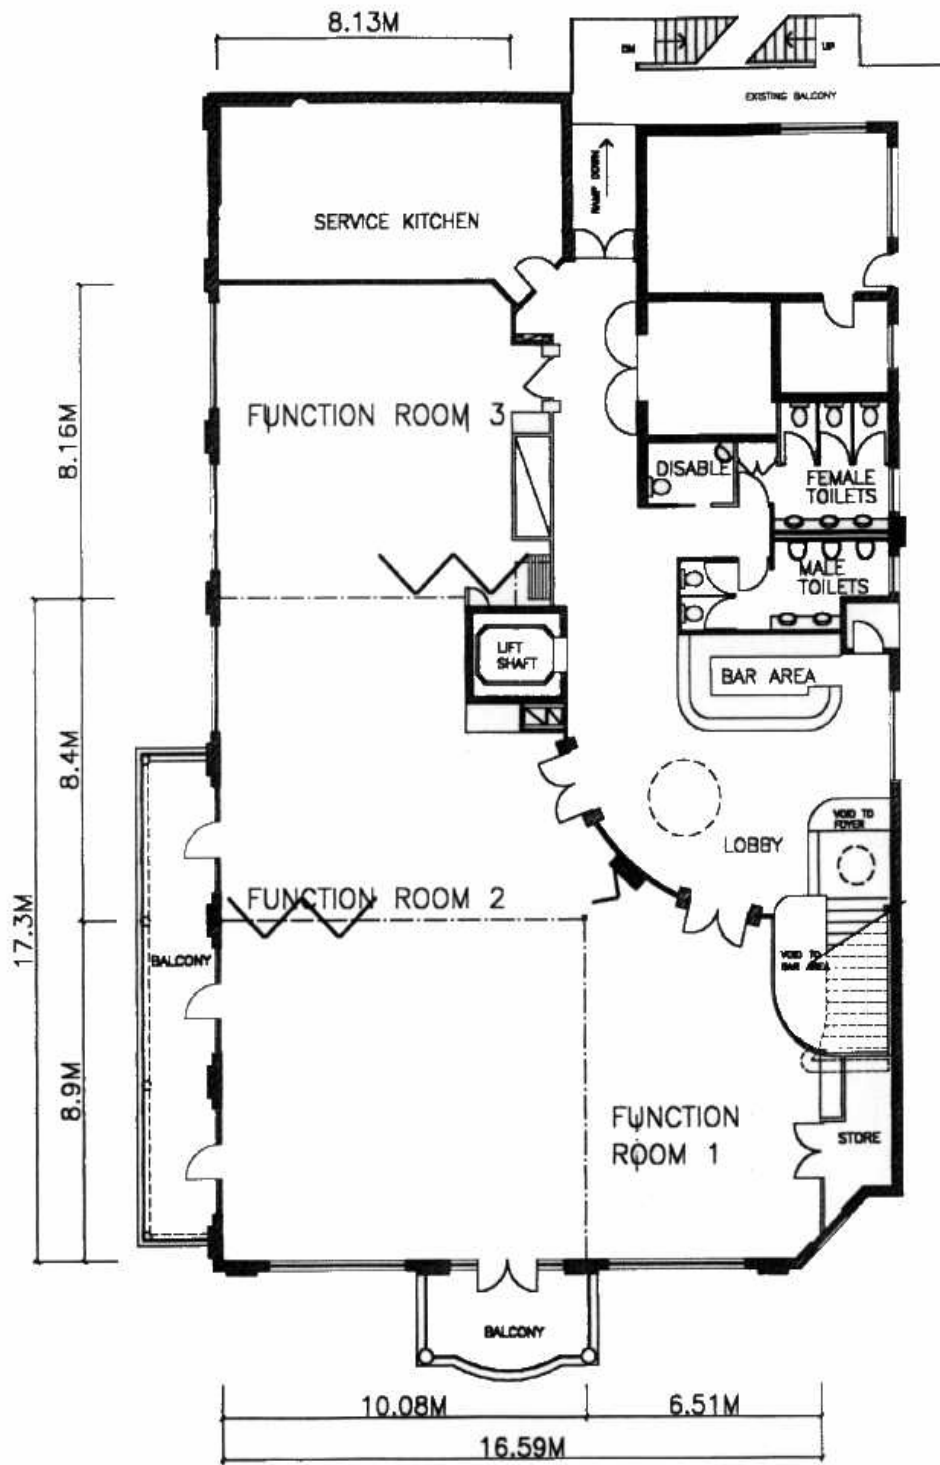 8.13M
DM
UP
EXISTING BALCONY
RAMP DOWN
SERVICE KITCHEN
8.16M
FUNCTION ROOM 3
DISABLE
FEMALE
TOILETS
MALE
TOILETS
LIFT
SHAFT
BAR AREA
8.4M
VOID TO
FOYER
LOBBY
17.3M
FUNCTION ROOM 2
BALCONY
VOID TO
BAR AREA
8.9M
FUNCTION
ROOM 1
STORE
BALCONY
10.08M
6.51M
16.59M